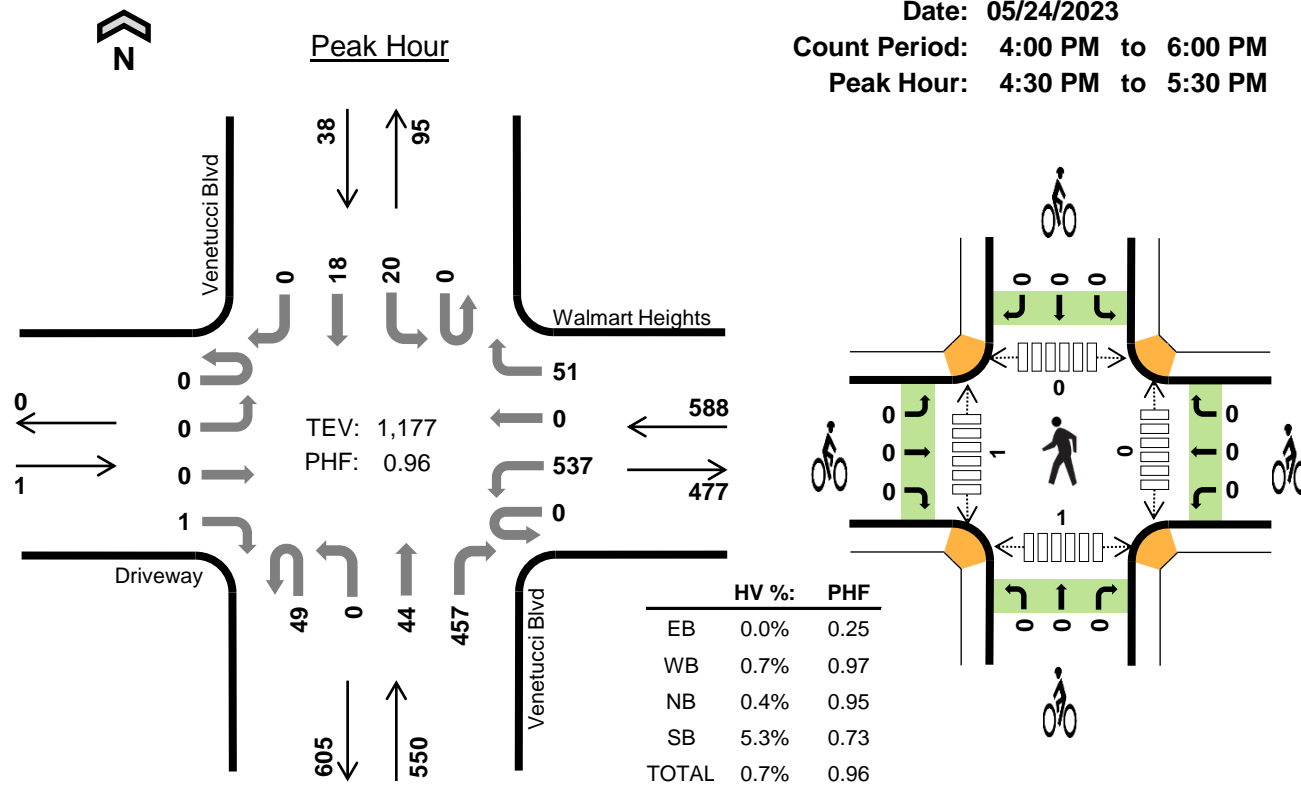 Date: 05/24/2023
Count Period: 4:00 PM to 6:00 PM
Peak Hour: 4:30 PM to 5:30 PM
N
Peak Hour
38
95
Venetucci Blvd
0
18
20
0
Walmart Heights
51
0
537
0
588
477
0
1
0
0
0
1
TEV: 1,177
PHF: 0.96
Driveway
49
0
44
457
Venetucci Blvd
605
550
HV %: PHF
EB 0.0% 0.25
WB 0.7% 0.97
NB 0.4% 0.95
SB 5.3% 0.73
TOTAL 0.7% 0.96
0 0 0
0
0
0
0
1
0
0
0
0
1
0 0 0